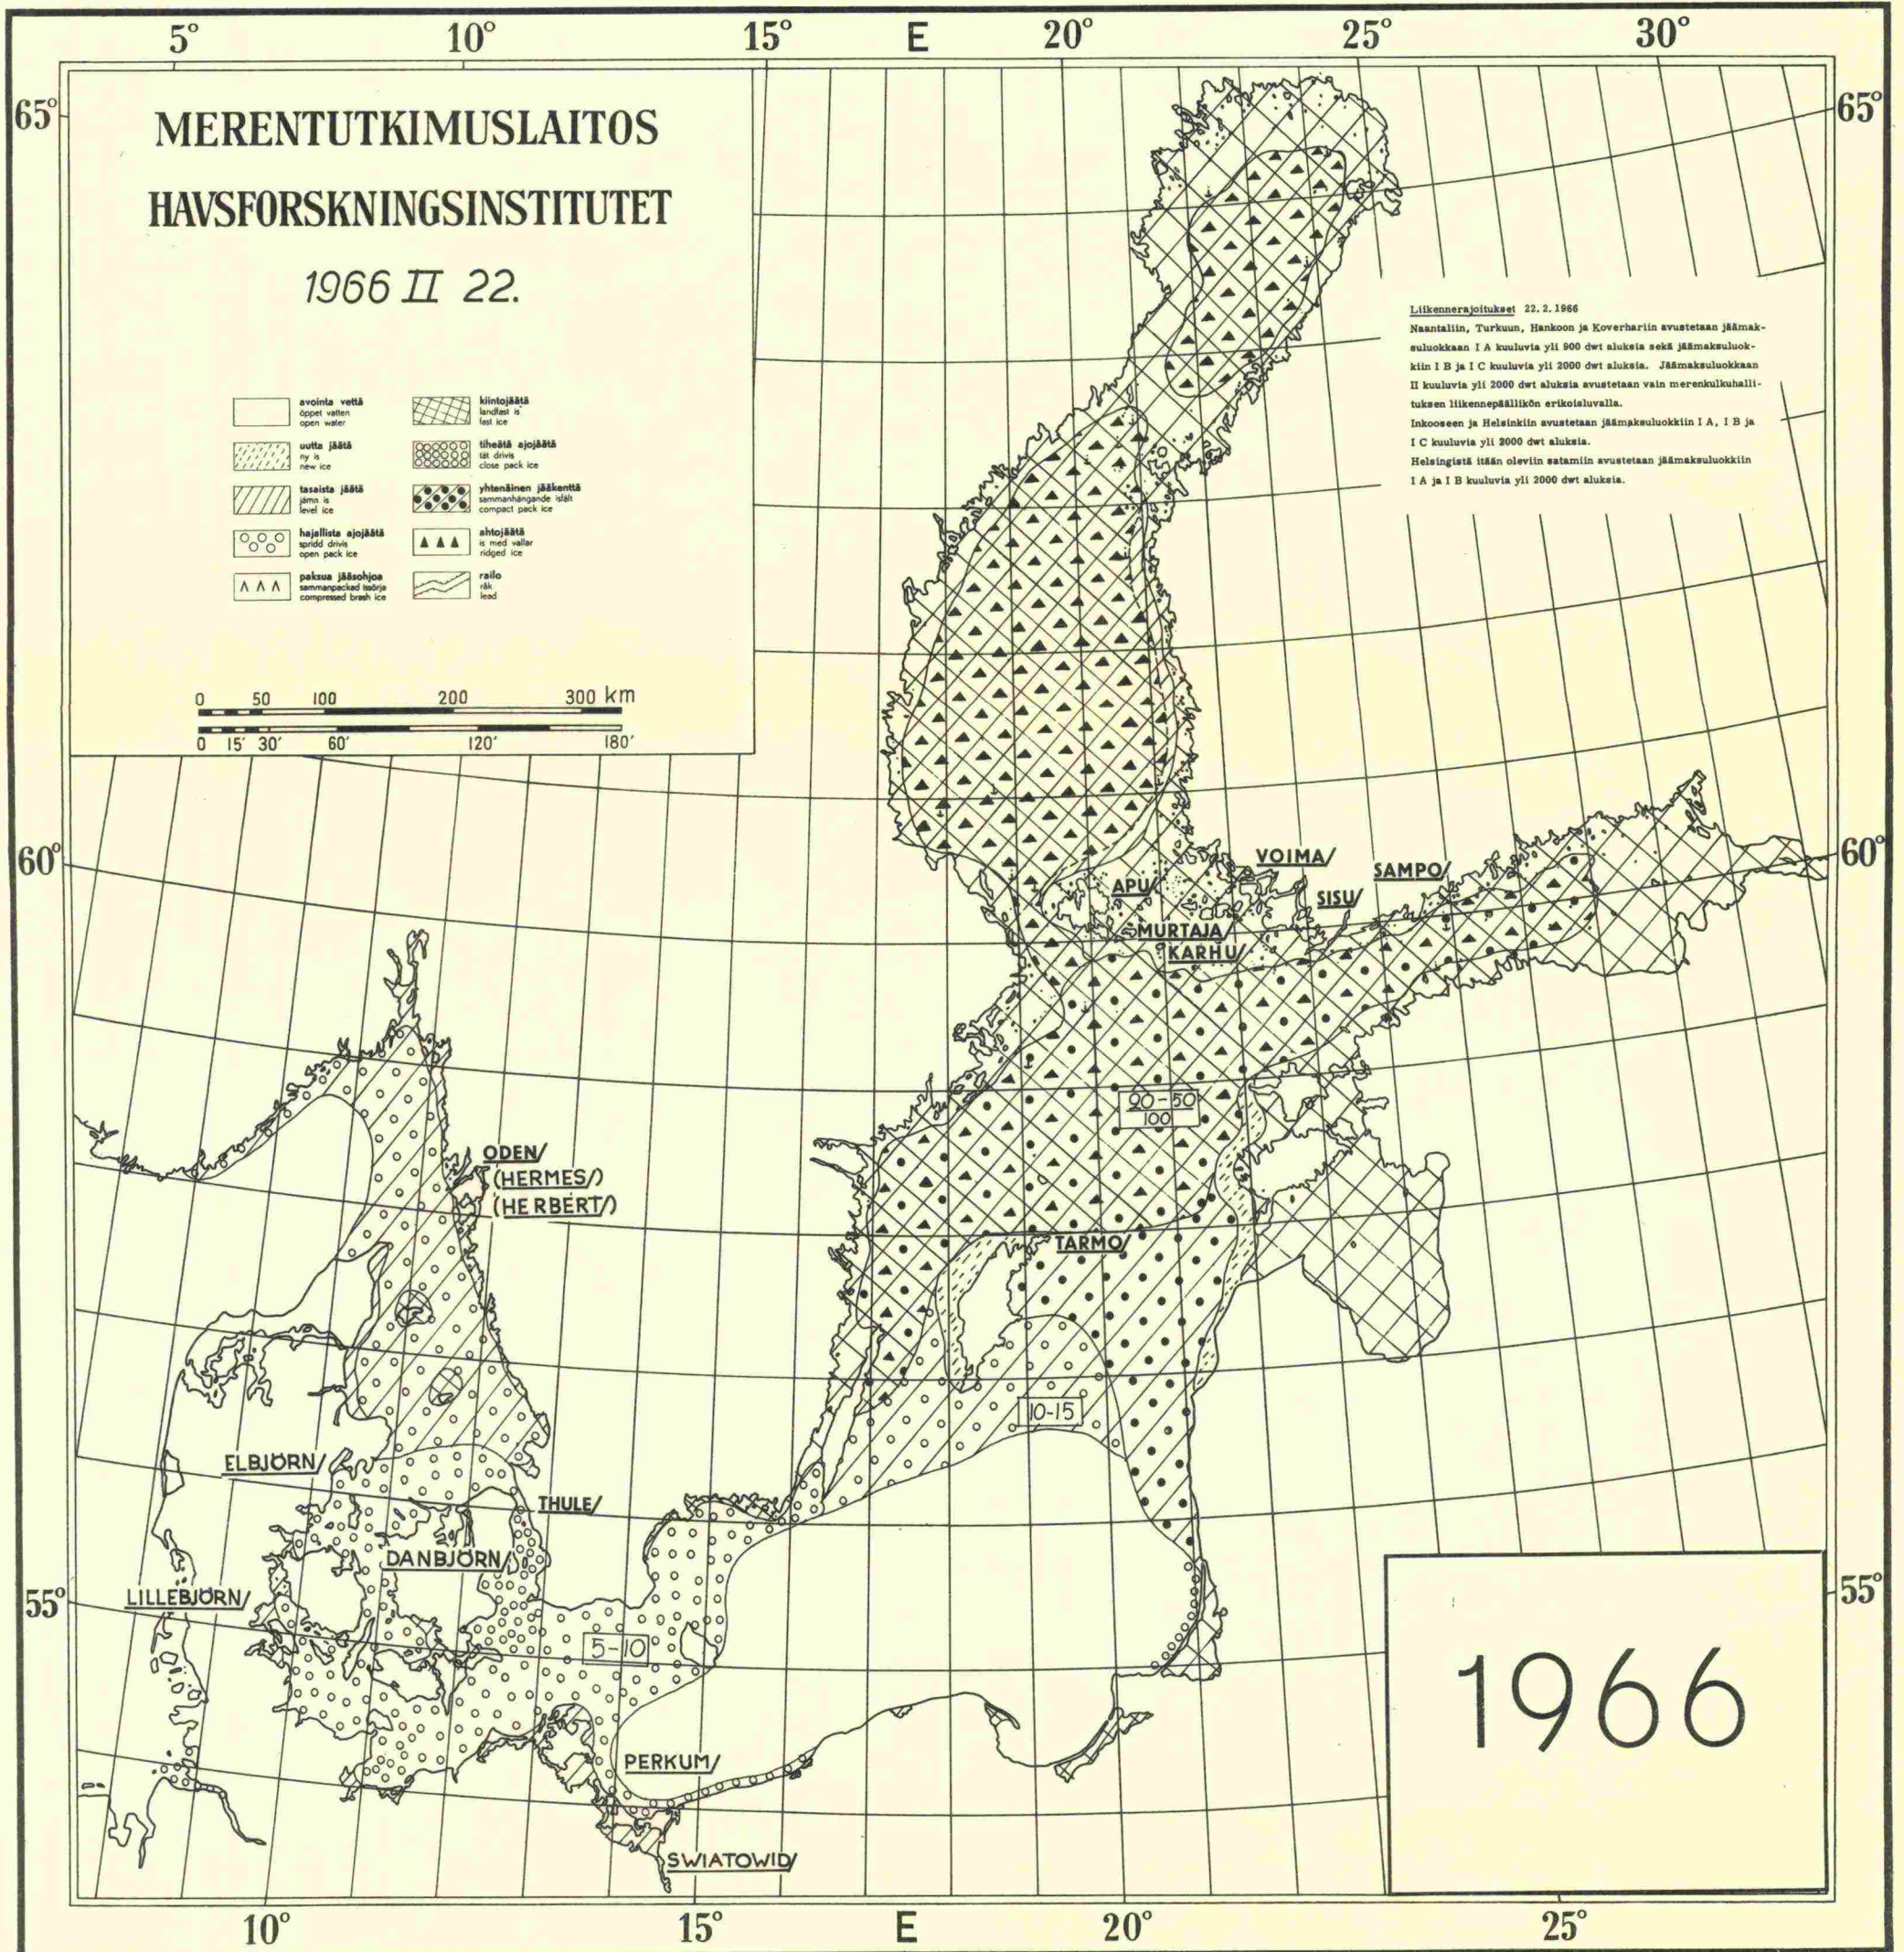 5° 10° 15° E 20° 25° 30°
65° 65°
MERENTUTKIMUSLAITOS
HAVSFORSKNINGSINSTITUTET
1966 II 22.
avointa vettä
öppet vatten
open water
uutta jäätä
ny is
new ice
tasaista jäätä
jämn is
level ice
hajallista ajojäätä
spridd drivis
open pack ice
paksua jääsohjoa
sammanpackad issörja
compressed brash ice
kiintojäätä
landfast is
fast ice
tiheätä ajojäätä
tät drivis
close pack ice
yhtenäinen jääkenttä
sammanhängande isfält
compact pack ice
ahtojäätä
is med vallar
ridged ice
railo
råk
lead
0 50 100 200 300 km
0 15' 30' 60' 120' 180'
Liikennerajoitukset 22.2.1966
Naantaliin, Turkuun, Hankoon ja Koverhariin avustetaan jäämak-
suluokkaan I A kuuluvia yli 900 dwt aluksia sekä jäämaksuluok-
kiin I B ja I C kuuluvia yli 2000 dwt aluksia. Jäämaksuluokkaan
II kuuluvia yli 2000 dwt aluksia avustetaan vain merenkulkuhalli-
tuksen liikennepäällikön erikoisluvalla.
Inkooseen ja Helsinkiin avustetaan jäämaksuluokkiin I A, I B ja
I C kuuluvia yli 2000 dwt aluksia.
Helsingistä itään oleviin satamiin avustetaan jäämaksuluokkiin
I A ja I B kuuluvia yli 2000 dwt aluksia.
60° 60°
VOIMA/
SAMPO/
APU/
SISU/
MURTAJA/
KARHU/
20-50
100
ODEN/
(HERMES/)
(HERBERT/)
TARMO/
10-15
ELBJÖRN/
THULE/
DANBJÖRN/
LILLEBJÖRN/
55° 55°
5-10
PERKUM/
SWIATOWID/
1966
10° 15° E 20° 25°